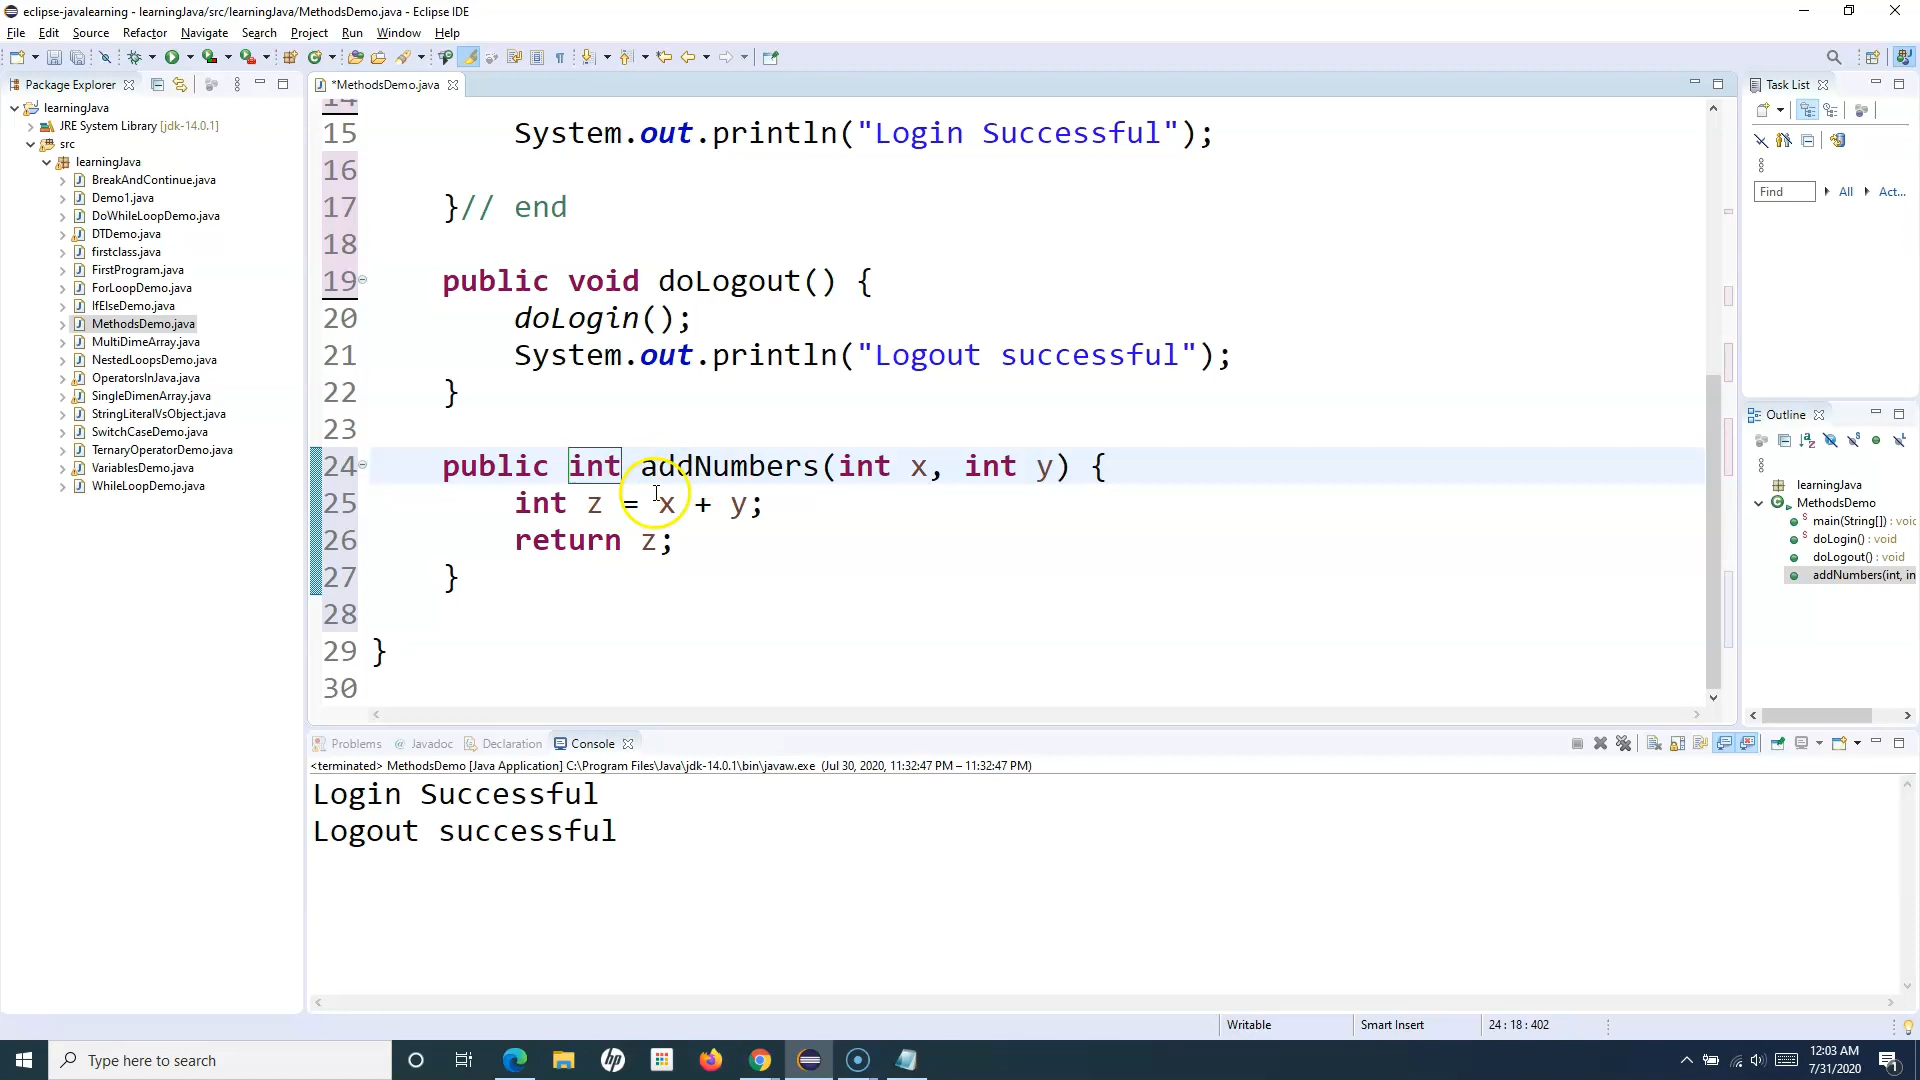 eclipse-javalearning - learningJava/src/learningJava/MethodsDemo.java - Eclipse IDE
File Edit Source Refactor Navigate Search Project Run Window Help
Package Explorer
learningJava
JRE System Library [jdk-14.0.1]
src
learningJava
BreakAndContinue.java
Demo1.java
DoWhileLoopDemo.java
DTDemo.java
firstclass.java
FirstProgram.java
ForLoopDemo.java
IfElseDemo.java
MethodsDemo.java
MultiDimeArray.java
NestedLoopsDemo.java
OperatorsInJava.java
SingleDimenArray.java
StringLiteralVsObject.java
SwitchCaseDemo.java
TernaryOperatorDemo.java
VariablesDemo.java
WhileLoopDemo.java
*MethodsDemo.java
14
15 System.out.println("Login Successful");
16
17 }// end
18
19 public void doLogout() {
20 doLogin();
21 System.out.println("Logout successful");
22 }
23
24 public int addNumbers(int x, int y) {
25 int z = x + y;
26 return z;
27 }
28
29 }
30
Task List
Find All Act...
Outline
learningJava
MethodsDemo
main(String[]) : voic
doLogin() : void
doLogout() : void
addNumbers(int, in
Problems Javadoc Declaration Console
<terminated> MethodsDemo [Java Application] C:\Program Files\Java\jdk-14.0.1\bin\javaw.exe (Jul 30, 2020, 11:32:47 PM – 11:32:47 PM)
Login Successful
Logout successful
Writable Smart Insert 24 : 18 : 402
Type here to search
12:03 AM
7/31/2020